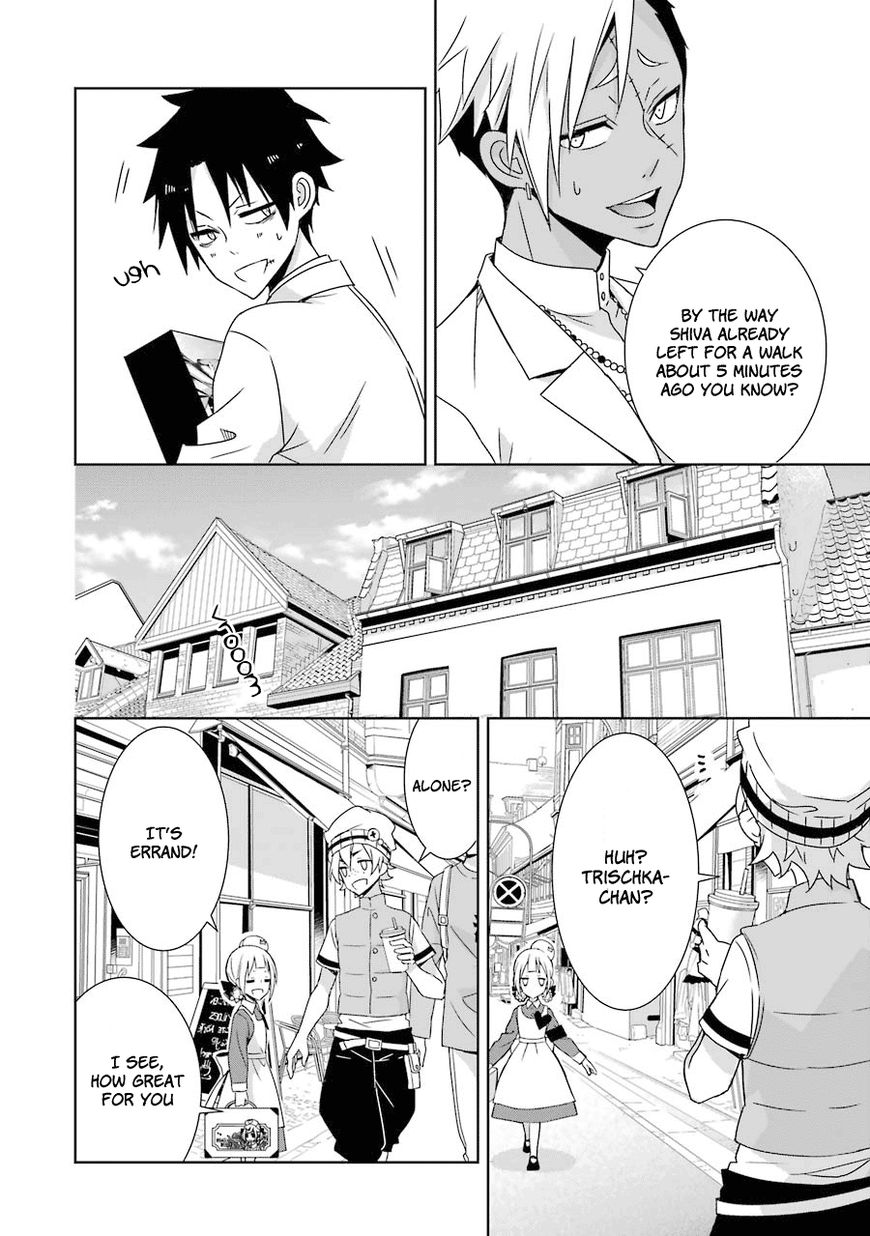 BY THE WAY
SHIVA ALREADY
LEFT FOR A WALK
ABOUT 5 MINUTES
AGO YOU KNOW?
ugh
Vrooom
HUH?
TRISCHKA-
CHAN?
ALONE?
IT'S
ERRAND!
I SEE,
HOW GREAT
FOR YOU